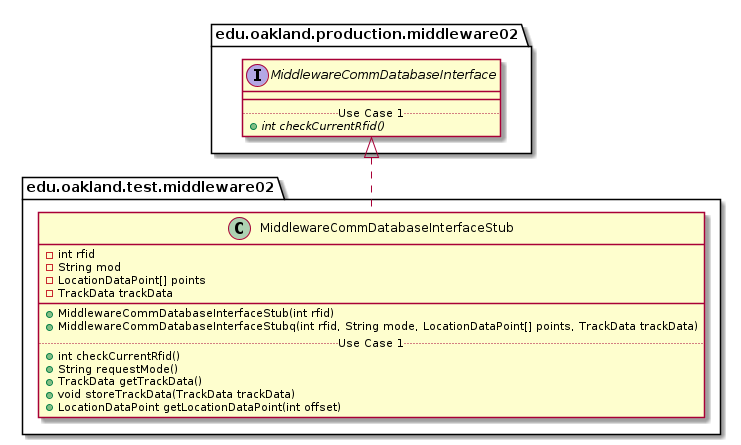 edu.oakland.production.middleware02
I MiddlewareCommDatabaseInterface
Use Case 1
int checkCurrentRfid()
edu.oakland.test.middleware02
C MiddlewareCommDatabaseInterfaceStub
int rfid
String mod
LocationDataPoint[] points
TrackData trackData
MiddlewareCommDatabaseInterfaceStub(int rfid)
MiddlewareCommDatabaseInterfaceStubq(int rfid, String mode, LocationDataPoint[] points, TrackData trackData)
Use Case 1
int checkCurrentRfid()
String requestMode()
TrackData getTrackData()
void storeTrackData(TrackData trackData)
LocationDataPoint getLocationDataPoint(int offset)